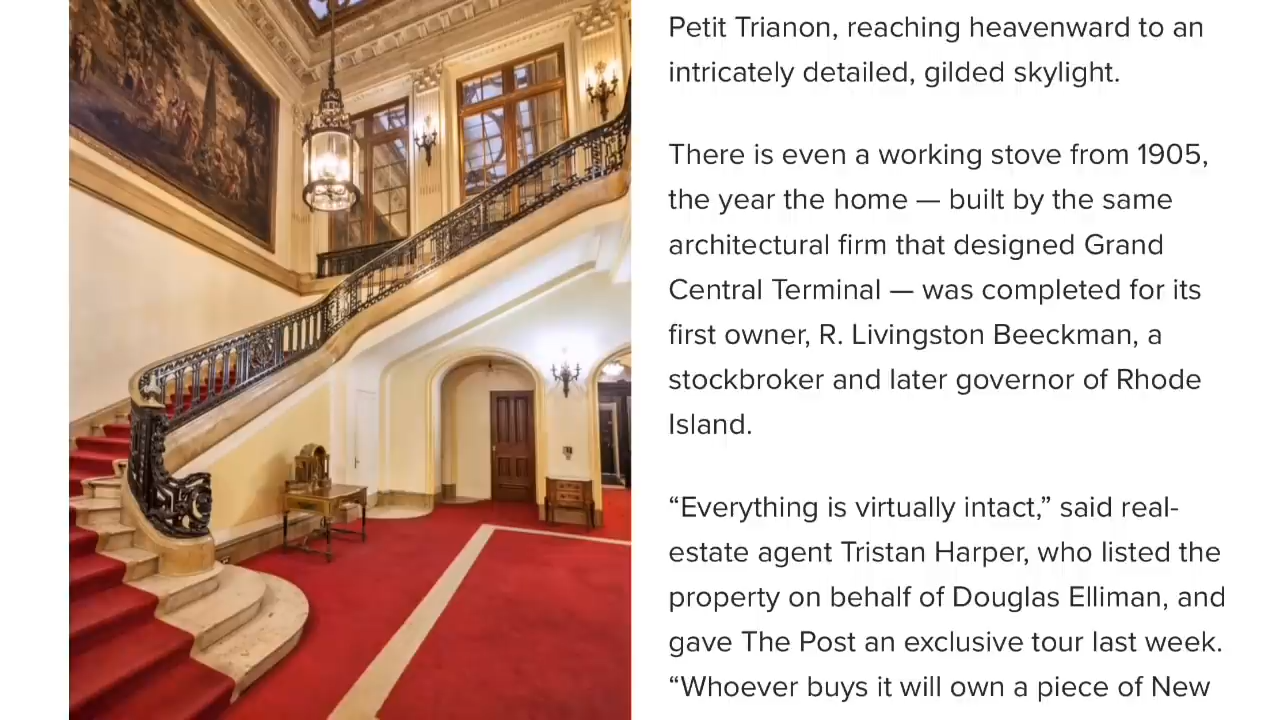 Petit Trianon, reaching heavenward to an
intricately detailed, gilded skylight.
There is even a working stove from 1905,
the year the home — built by the same
architectural firm that designed Grand
Central Terminal — was completed for its
first owner, R. Livingston Beeckman, a
stockbroker and later governor of Rhode
Island.
“Everything is virtually intact,” said real-
estate agent Tristan Harper, who listed the
property on behalf of Douglas Elliman, and
gave The Post an exclusive tour last week.
“Whoever buys it will own a piece of New